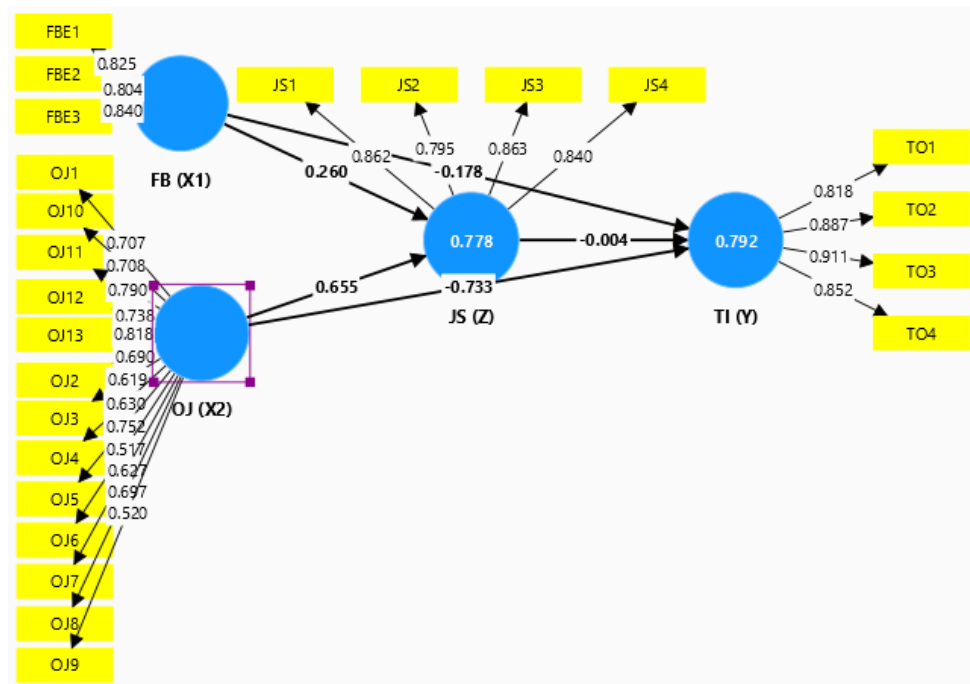 FBE1
FBE2
FBE3
0.825
0.804
0.840
FB (X1)
JS1
JS2
JS3
JS4
0.862
0.795
0.863
0.840
0.260
-0.178
OJ1
OJ10
OJ11
OJ12
OJ13
OJ2
OJ3
OJ4
OJ5
OJ6
OJ7
OJ8
OJ9
0.707
0.708
0.790
0.738
0.818
0.690
0.619
0.630
0.752
0.517
0.627
0.697
0.520
OJ (X2)
0.655
-0.733
0.778
JS (Z)
-0.004
0.792
TI (Y)
0.818
0.887
0.911
0.852
TO1
TO2
TO3
TO4